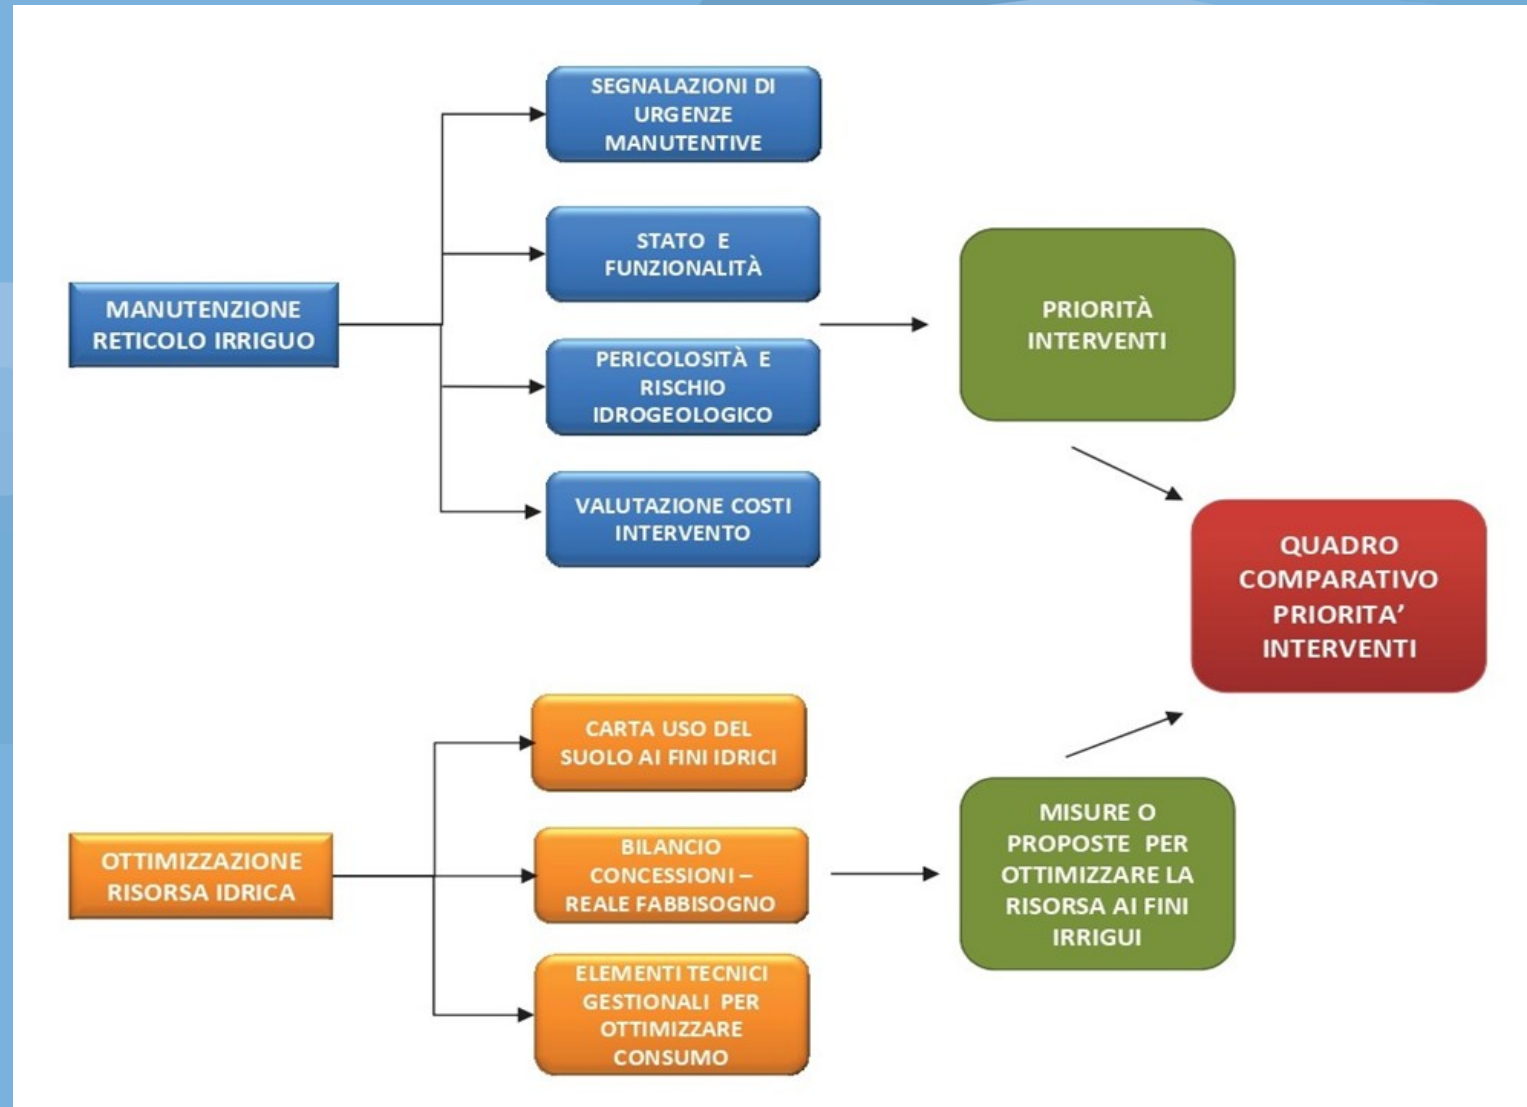 SEGNALAZIONI DI
URGENZE
MANUTENTIVE
STATO E
FUNZIONALITÀ
MANUTENZIONE
RETICOLO IRRIGUO
PERICOLOSITÀ E
RISCHIO
IDROGEOLOGICO
VALUTAZIONE COSTI
INTERVENTO
PRIORITÀ
INTERVENTI
QUADRO
COMPARATIVO
PRIORITA’
INTERVENTI
CARTA USO DEL
SUOLO AI FINI IDRICI
OTTIMIZZAZIONE
RISORSA IDRICA
BILANCIO
CONCESSIONI –
REALE FABBISOGNO
ELEMENTI TECNICI
GESTIONALI PER
OTTIMIZZARE
CONSUMO
MISURE O
PROPOSTE PER
OTTIMIZZARE LA
RISORSA AI FINI
IRRIGUI